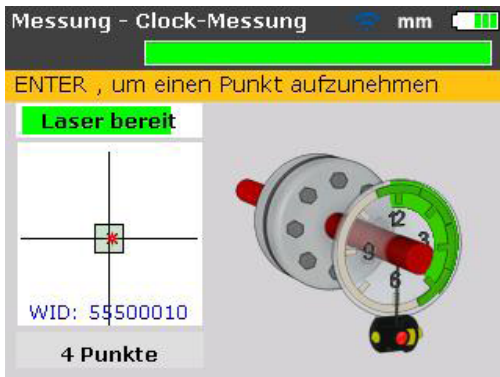 Messung - Clock-Messung mm
ENTER , um einen Punkt aufzunehmen
Laser bereit
WID: 55500010
4 Punkte
12
3
9
6